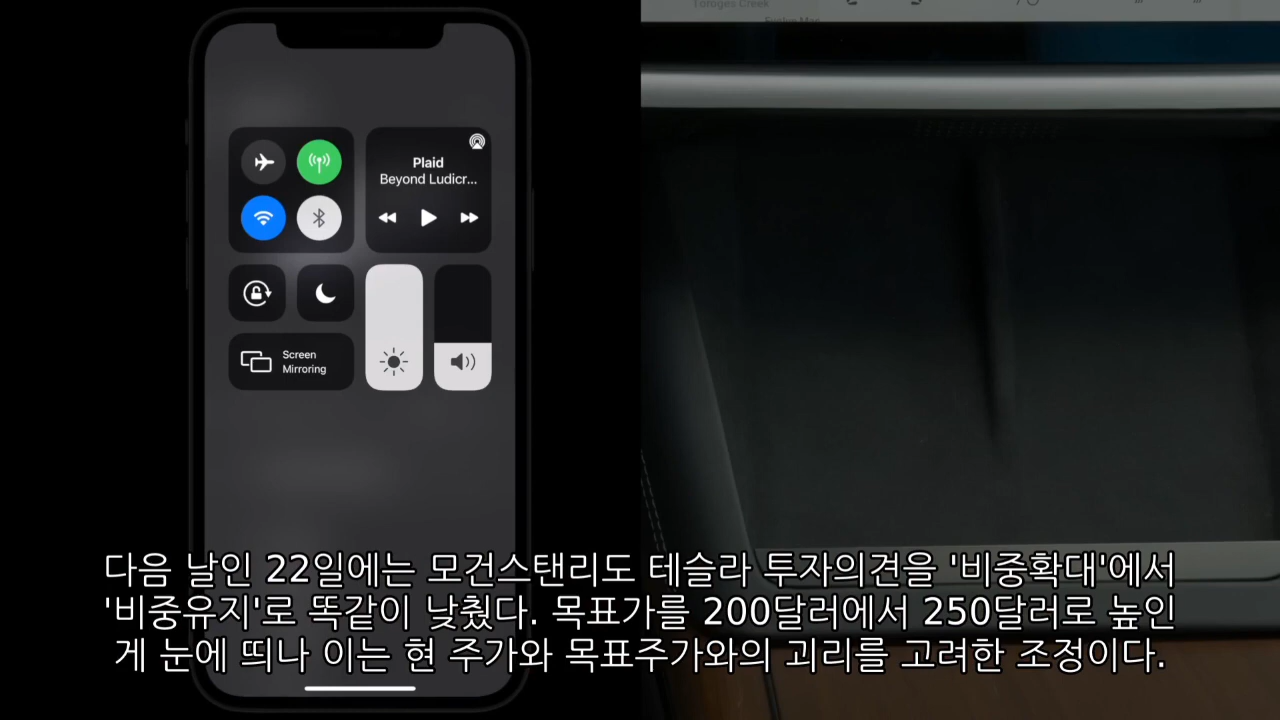 Plaid
Beyond Ludicr...
Screen
Mirroring
다음 날인 22일에는 모건스탠리도 테슬라 투자의견을 '비중확대'에서
'비중유지'로 똑같이 낮췄다. 목표가를 200달러에서 250달러로 높인
게 눈에 띄나 이는 현 주가와 목표주가와의 괴리를 고려한 조정이다.